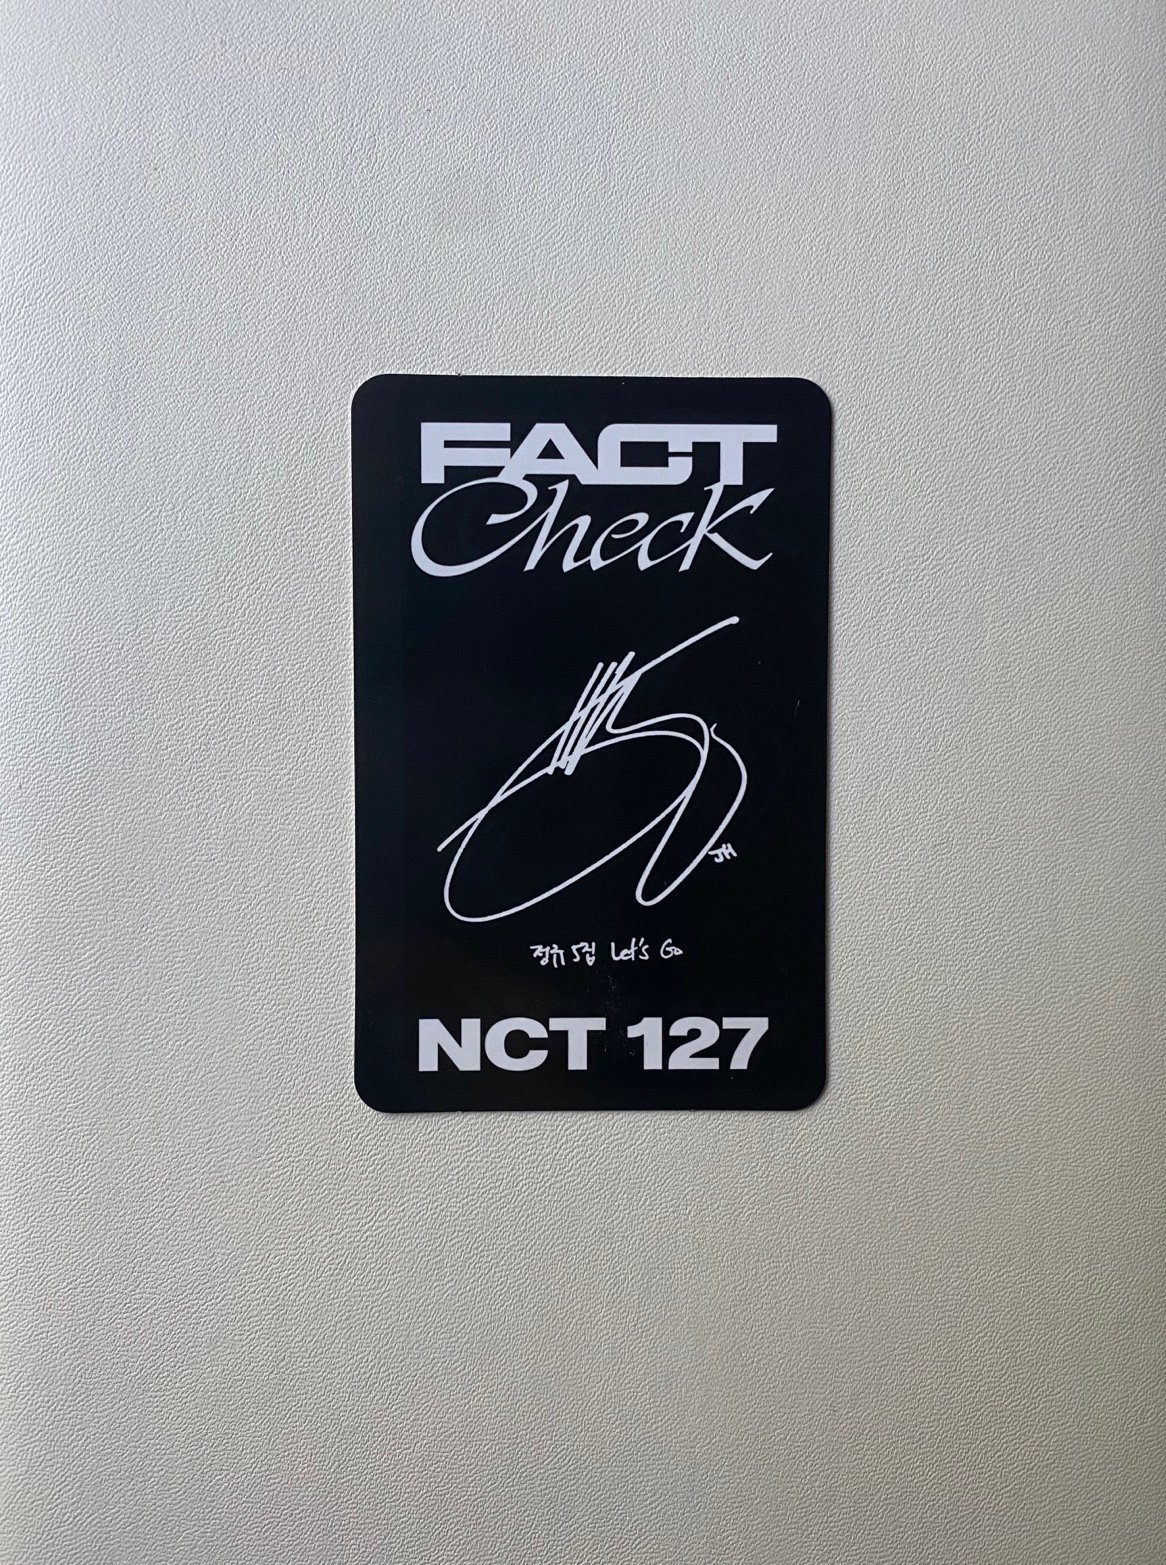 FACT
Check
JH
정규 5집 Let's Go
NCT 127